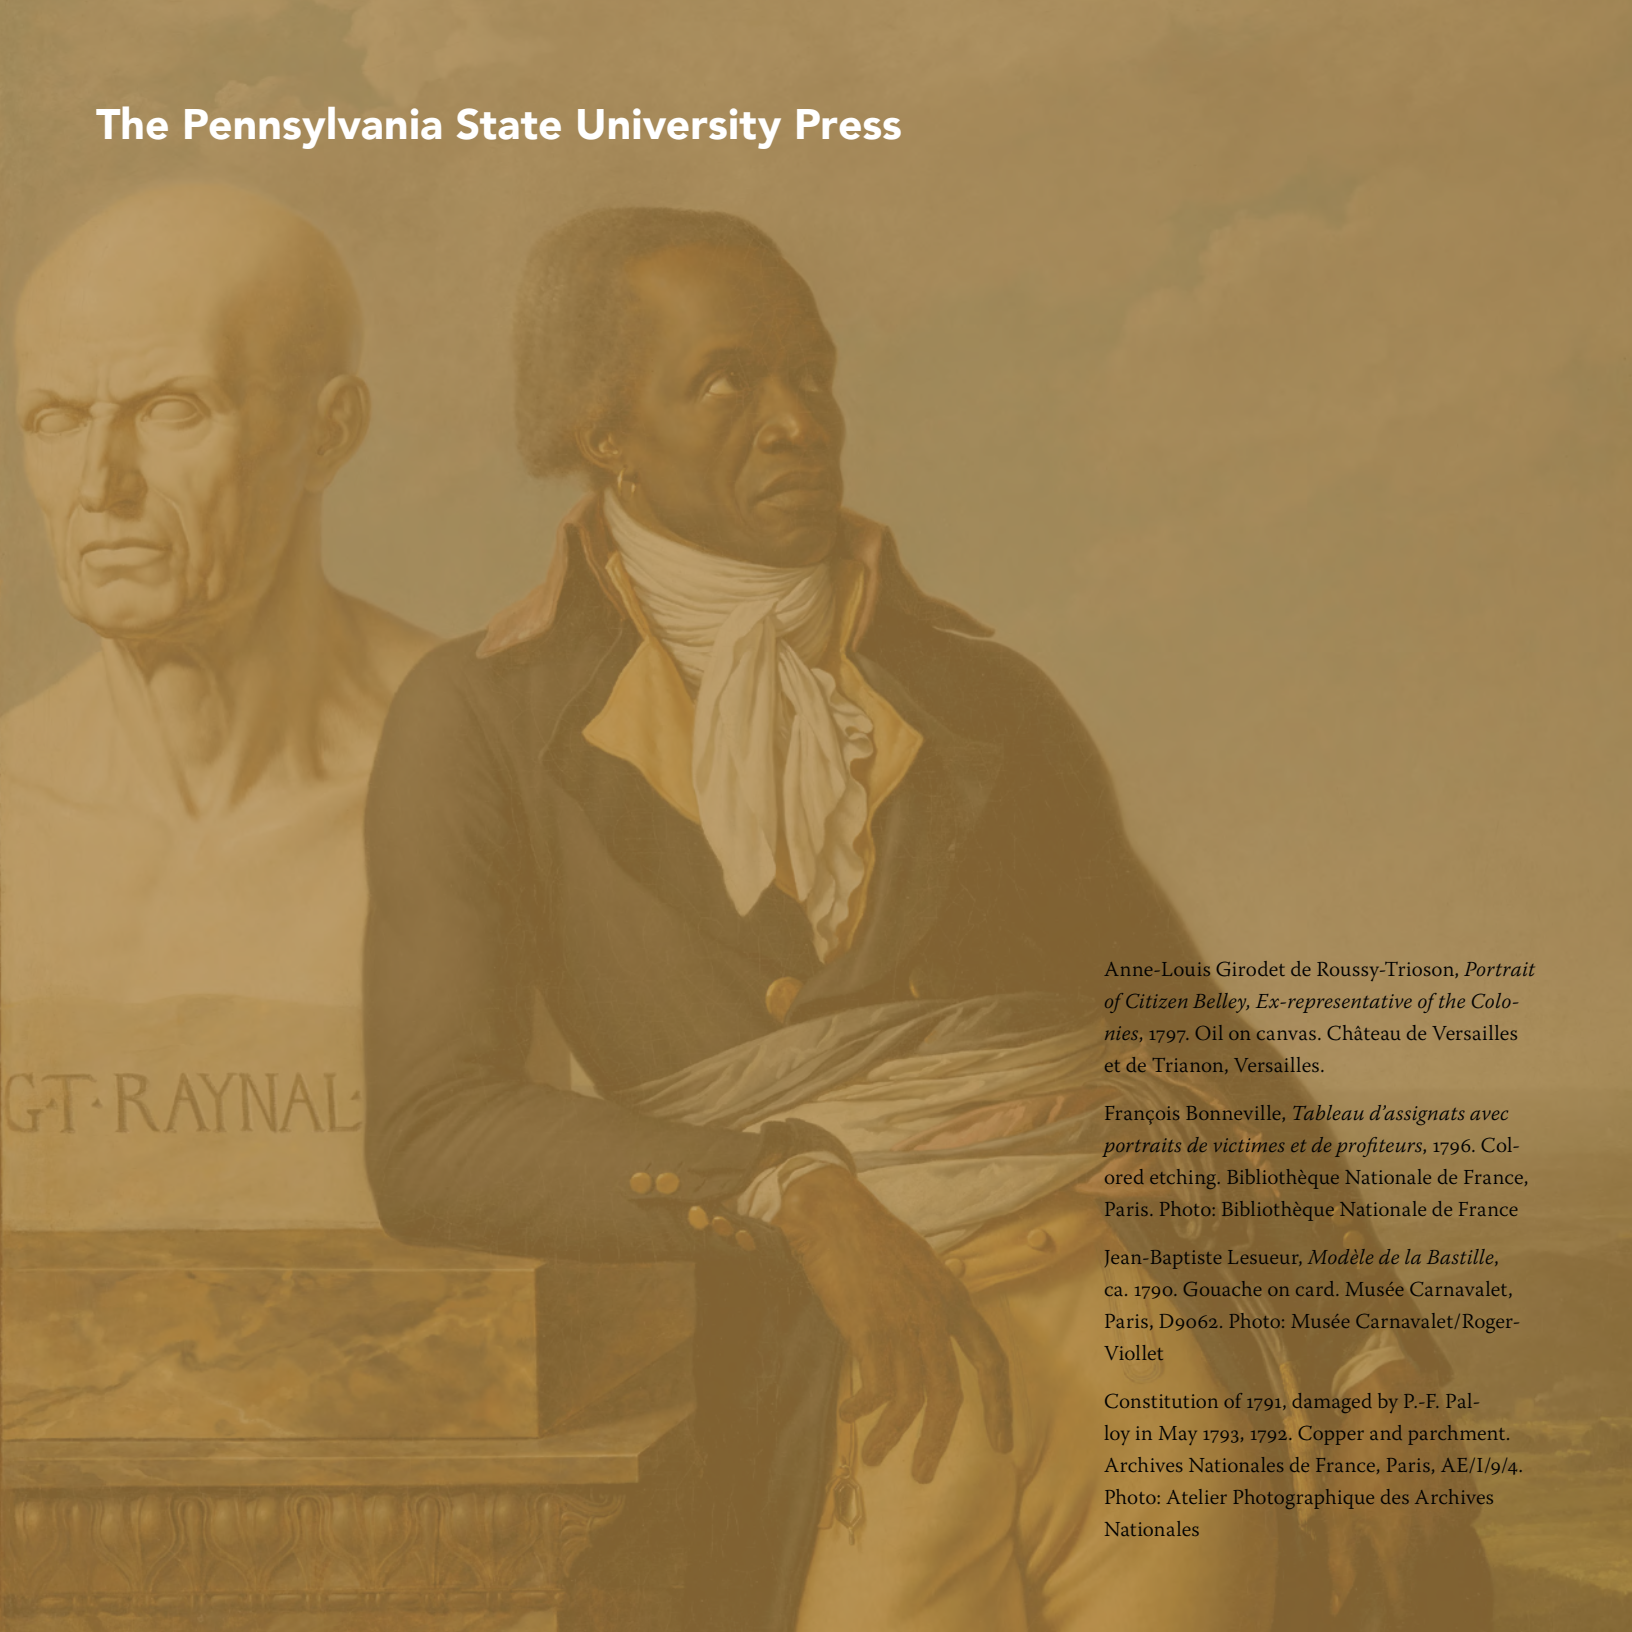 The Pennsylvania State University Press
G·T·RAYNAL·
Anne-Louis Girodet de Roussy-Trioson, Portrait
of Citizen Belley, Ex-representative of the Colo-
nies, 1797. Oil on canvas. Château de Versailles
et de Trianon, Versailles.
François Bonneville, Tableau d’assignats avec
portraits de victimes et de profiteurs, 1796. Col-
ored etching. Bibliothèque Nationale de France,
Paris. Photo: Bibliothèque Nationale de France
Jean-Baptiste Lesueur, Modèle de la Bastille,
ca. 1790. Gouache on card. Musée Carnavalet,
Paris, D9062. Photo: Musée Carnavalet/Roger-
Viollet
Constitution of 1791, damaged by P.-F. Pal-
loy in May 1793, 1792. Copper and parchment.
Archives Nationales de France, Paris, AE/I/9/4.
Photo: Atelier Photographique des Archives
Nationales